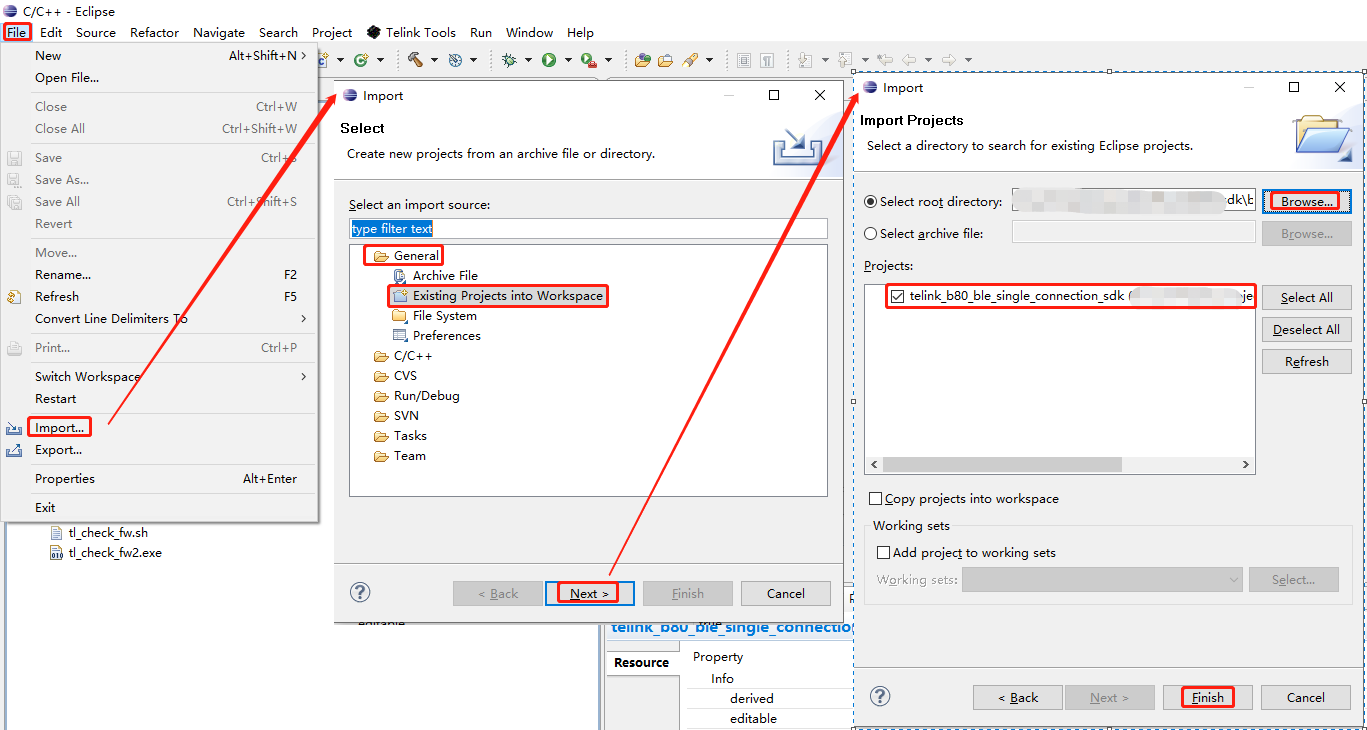 C/C++ - Eclipse
File Edit Source Refactor Navigate Search Project Telink Tools Run Window Help
New Alt+Shift+N >
Open File...
Close Ctrl+W
Close All Ctrl+Shift+W
Save Ctrl+S
Save As...
Save All Ctrl+Shift+S
Revert
Move...
Rename... F2
Refresh F5
Convert Line Delimiters To >
Print... Ctrl+P
Switch Workspace >
Restart
Import...
Export...
Properties Alt+Enter
Exit
tl_check_fw.sh
tl_check_fw2.exe
Import
Select
Create new projects from an archive file or directory.
Select an import source:
type filter text
General
Archive File
Existing Projects into Workspace
File System
Preferences
C/C++
CVS
Run/Debug
SVN
Tasks
Team
< Back Next > Finish Cancel
editable true
telink_b80_ble_single_connectio
Resource
Property
Info
derived
editable
Import
Import Projects
Select a directory to search for existing Eclipse projects.
Select root directory: dk\b Browse...
Select archive file: Browse...
Projects:
telink_b80_ble_single_connection_sdk ( je
Select All
Deselect All
Refresh
Copy projects into workspace
Working sets
Add project to working sets
Working sets: Select...
< Back Next > Finish Cancel